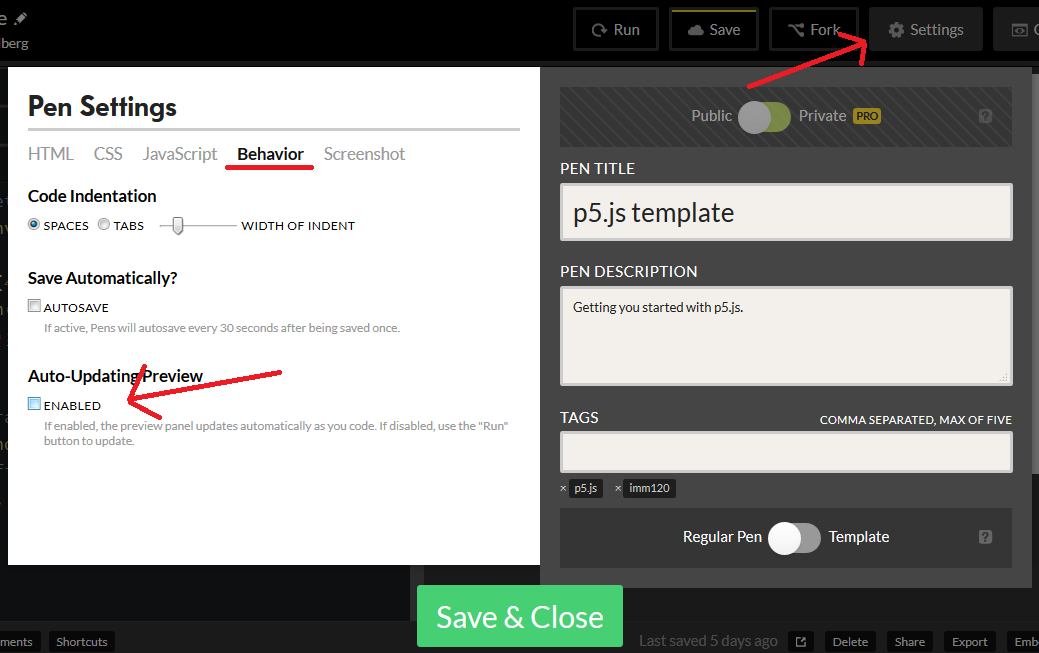 Run
Save
Fork
Settings
lberg
Pen Settings
HTML CSS JavaScript Behavior Screenshot
Code Indentation
SPACES TABS WIDTH OF INDENT
Save Automatically?
AUTOSAVE
If active, Pens will autosave every 30 seconds after being saved once.
Auto-Updating Preview
ENABLED
If enabled, the preview panel updates automatically as you code. If disabled, use the "Run"
button to update.
Public Private PRO ?
PEN TITLE
p5.js template
PEN DESCRIPTION
Getting you started with p5.js.
TAGS COMMA SEPARATED, MAX OF FIVE
× p5.js × imm120
Regular Pen Template ?
Save & Close
ments Shortcuts Last saved 5 days ago Delete Share Export Emb